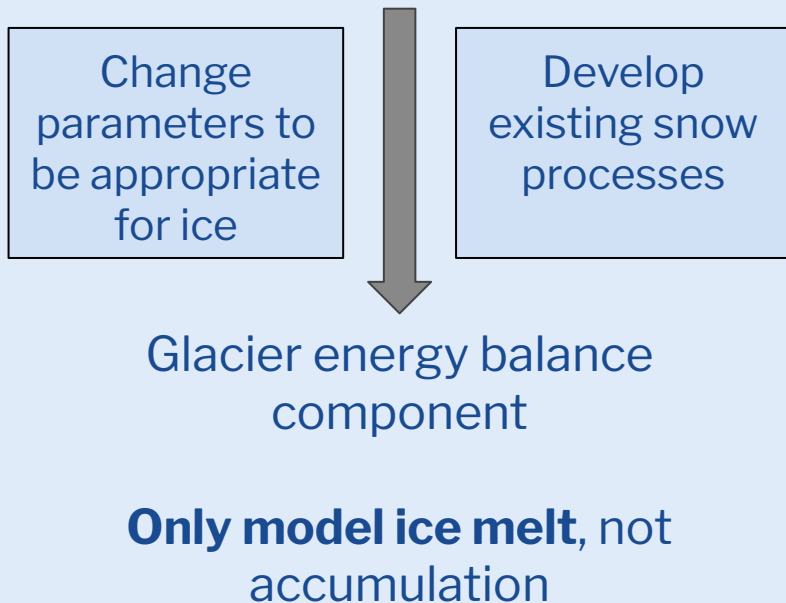 Change
parameters to
be appropriate
for ice
Develop
existing snow
processes
Glacier energy balance
component
Only model ice melt, not
accumulation